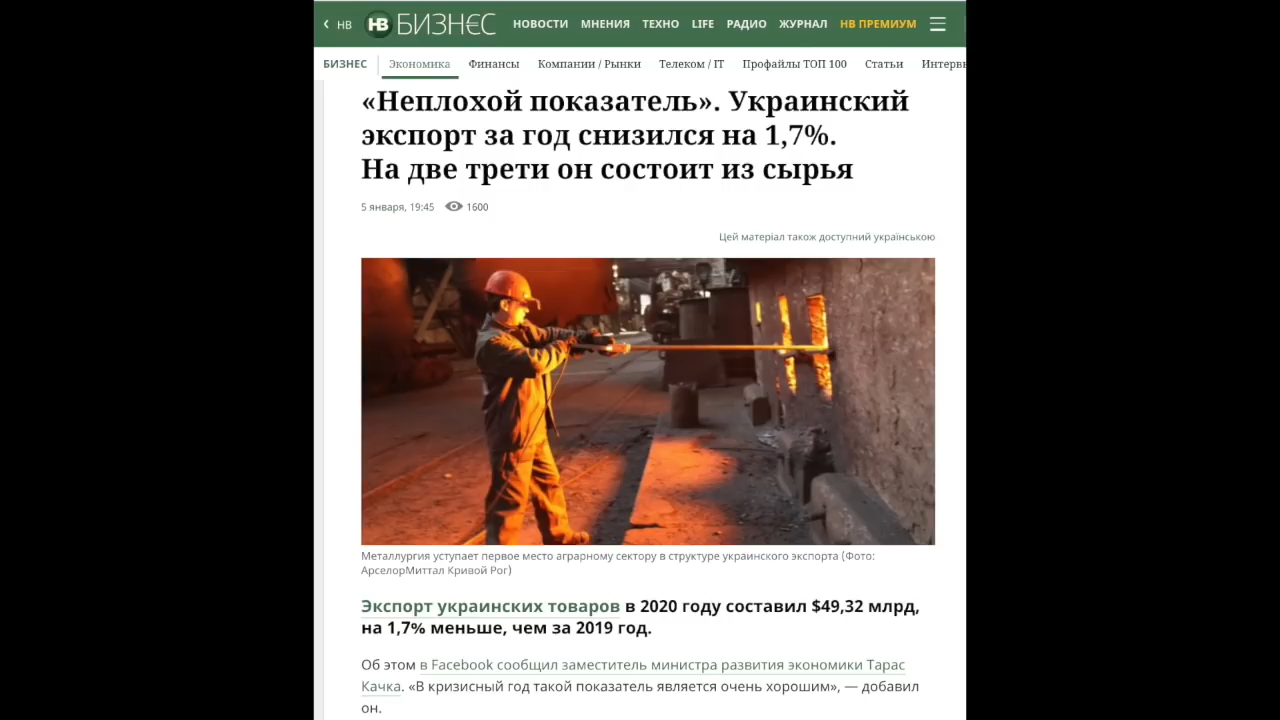 НВ НВ БИЗНЄС НОВОСТИ МНЕНИЯ ТЕХНО LIFE РАДИО ЖУРНАЛ НВ ПРЕМИУМ
БИЗНЕС Экономика Финансы Компании / Рынки Телеком / IT Профайлы ТОП 100 Статьи Интервь
«Неплохой показатель». Украинский
экспорт за год снизился на 1,7%.
На две трети он состоит из сырья
5 января, 19:45 1600
Цей матеріал також доступний українською
Металлургия уступает первое место аграрному сектору в структуре украинского экспорта (Фото:
АрселорМиттал Кривой Рог)
Экспорт украинских товаров в 2020 году составил $49,32 млрд,
на 1,7% меньше, чем за 2019 год.
Об этом в Facebook сообщил заместитель министра развития экономики Тарас
Качка. «В кризисный год такой показатель является очень хорошим», — добавил
он.